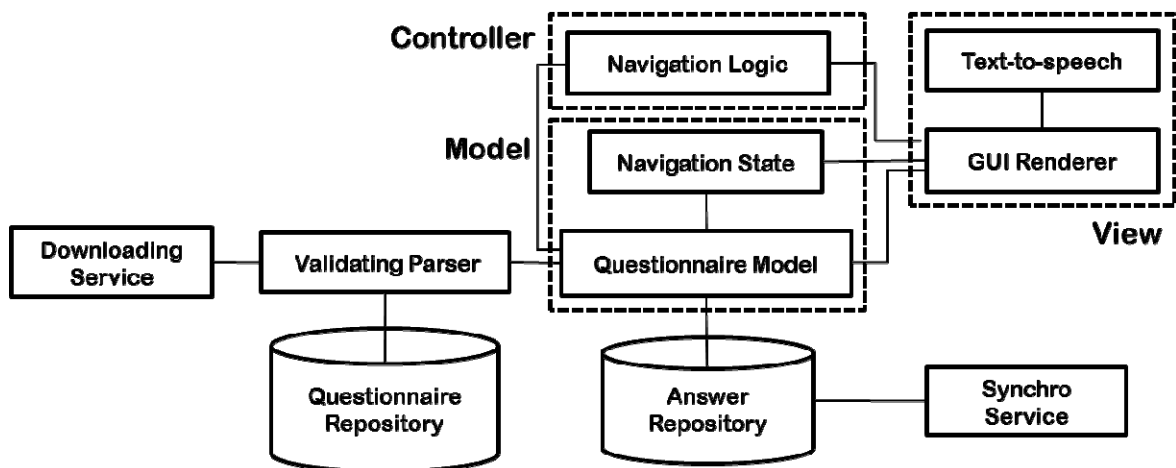 Controller
Navigation Logic
Text-to-speech
Model
Navigation State
GUI Renderer
View
Downloading
Service
Validating Parser
Questionnaire Model
Questionnaire
Repository
Answer
Repository
Synchro
Service